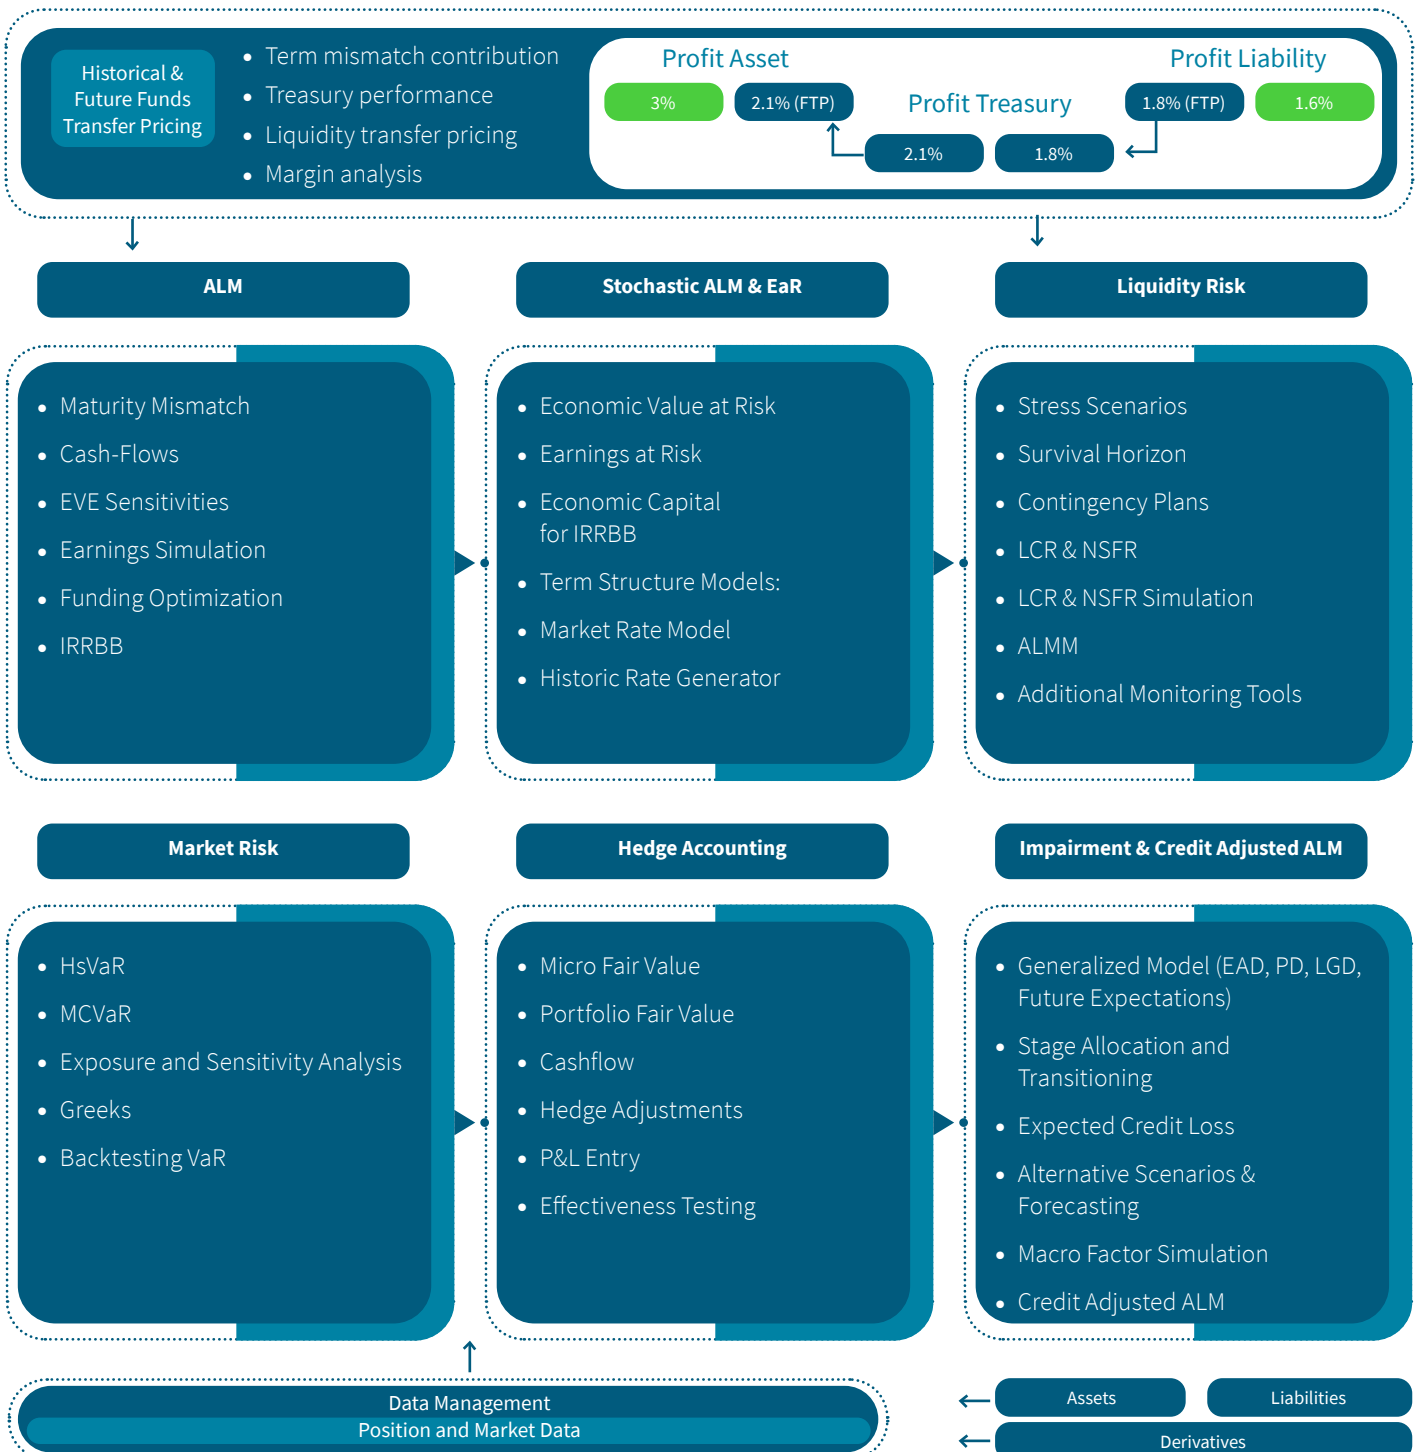 Historical &
Future Funds
Transfer Pricing
• Term mismatch contribution
• Treasury performance
• Liquidity transfer pricing
• Margin analysis
Profit Asset
3%
2.1% (FTP)
Profit Treasury
2.1%
1.8%
Profit Liability
1.8% (FTP)
1.6%
ALM
• Maturity Mismatch
• Cash-Flows
• EVE Sensitivities
• Earnings Simulation
• Funding Optimization
• IRRBB
Stochastic ALM & EaR
• Economic Value at Risk
• Earnings at Risk
• Economic Capital
for IRRBB
• Term Structure Models:
• Market Rate Model
• Historic Rate Generator
Liquidity Risk
• Stress Scenarios
• Survival Horizon
• Contingency Plans
• LCR & NSFR
• LCR & NSFR Simulation
• ALMM
• Additional Monitoring Tools
Market Risk
• HsVaR
• MCVaR
• Exposure and Sensitivity Analysis
• Greeks
• Backtesting VaR
Hedge Accounting
• Micro Fair Value
• Portfolio Fair Value
• Cashflow
• Hedge Adjustments
• P&L Entry
• Effectiveness Testing
Impairment & Credit Adjusted ALM
• Generalized Model (EAD, PD, LGD,
Future Expectations)
• Stage Allocation and
Transitioning
• Expected Credit Loss
• Alternative Scenarios &
Forecasting
• Macro Factor Simulation
• Credit Adjusted ALM
Data Management
Position and Market Data
Assets
Liabilities
Derivatives